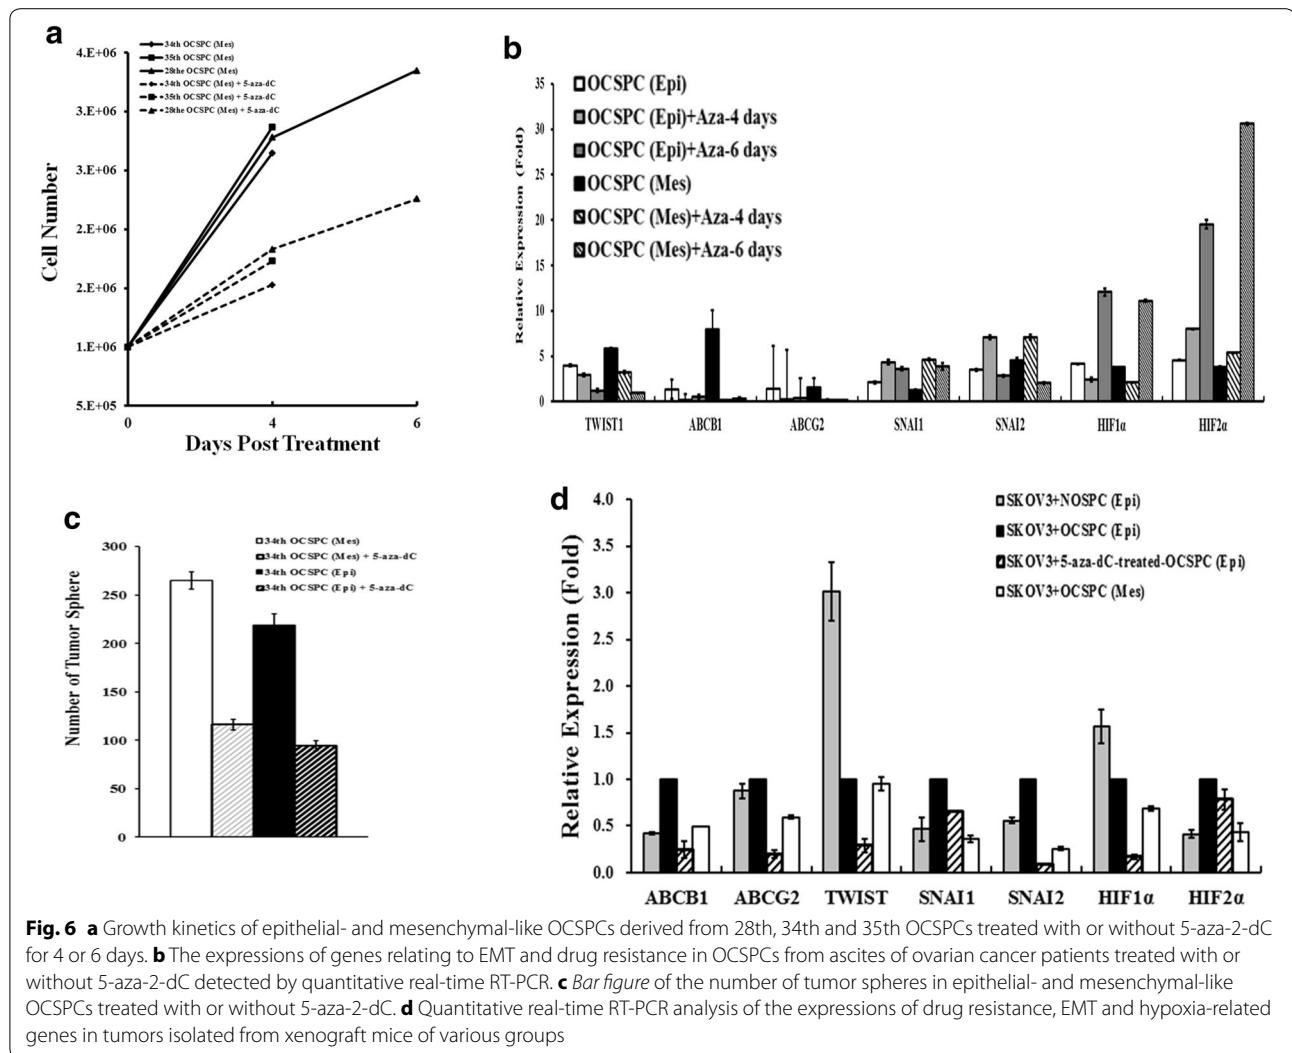 a
34th OCSPC (Mes)
35th OCSPC (Mes)
28the OCSPC (Mes)
34th OCSPC (Mes) + 5-aza-dC
35th OCSPC (Mes) + 5-aza-dC
28the OCSPC (Mes) + 5-aza-dC
Cell Number
4.E+06
3.E+06
3.E+06
2.E+06
2.E+06
1.E+06
5.E+05
0
4
6
Days Post Treatment
b
OCSPC (Epi)
OCSPC (Epi)+Aza-4 days
OCSPC (Epi)+Aza-6 days
OCSPC (Mes)
OCSPC (Mes)+Aza-4 days
OCSPC (Mes)+Aza-6 days
Relative Expression (Fold)
35
30
25
20
15
10
5
0
TWIST1
ABCB1
ABCG2
SNAI1
SNAI2
HIF1α
HIF2α
c
34th OCSPC (Mes)
34th OCSPC (Mes) + 5-aza-dC
34th OCSPC (Epi)
34th OCSPC (Epi) + 5-aza-dC
Number of Tumor Sphere
300
250
200
150
100
50
0
d
SKOV3+NOSPC (Epi)
SKOV3+OCSPC (Epi)
SKOV3+5-aza-dC-treated-OCSPC (Epi)
SKOV3+OCSPC (Mes)
Relative Expression (Fold)
4.0
3.5
3.0
2.5
2.0
1.5
1.0
0.5
0.0
ABCB1
ABCG2
TWIST
SNAI1
SNAI2
HIF1α
HIF2α
Fig. 6 a Growth kinetics of epithelial- and mesenchymal-like OCSPCs derived from 28th, 34th and 35th OCSPCs treated with or without 5-aza-2-dC
for 4 or 6 days. b The expressions of genes relating to EMT and drug resistance in OCSPCs from ascites of ovarian cancer patients treated with or
without 5-aza-2-dC detected by quantitative real-time RT-PCR. c Bar figure of the number of tumor spheres in epithelial- and mesenchymal-like
OCSPCs treated with or without 5-aza-2-dC. d Quantitative real-time RT-PCR analysis of the expressions of drug resistance, EMT and hypoxia-related
genes in tumors isolated from xenograft mice of various groups